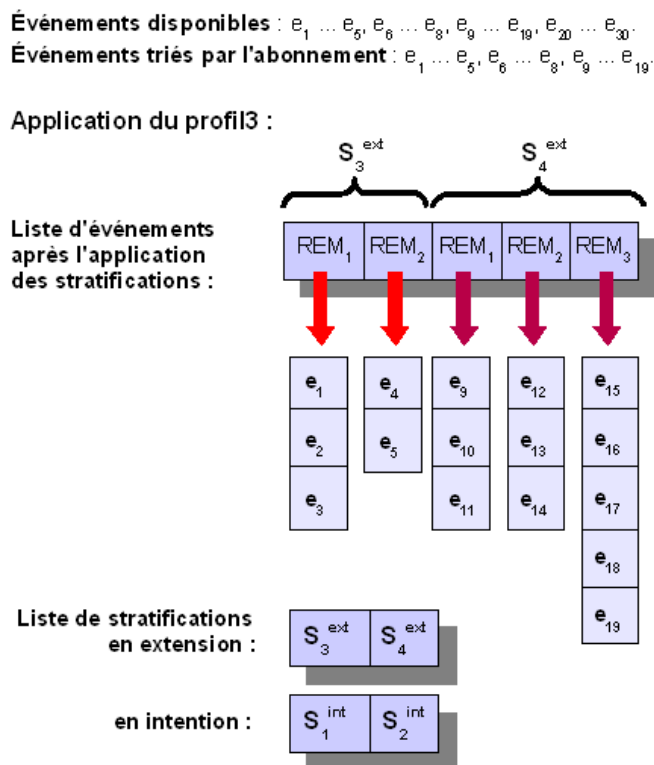 Événements disponibles : e₁ ... e₅, e₆ ... e₈, e₉ ... e₁₉, e₂₀ ... e₃₀.
Événements triés par l'abonnement : e₁ ... e₅, e₆ ... e₈, e₉ ... e₁₉.
Application du profil3 :
S₃ᵉˣᵗ S₄ᵉˣᵗ
Liste d'événements
après l'application
des stratifications :
REM₁ REM₂ REM₁ REM₂ REM₃
e₁ e₄ e₉ e₁₂ e₁₅
e₂ e₅ e₁₀ e₁₃ e₁₆
e₃ e₁₁ e₁₄ e₁₇
e₁₈
e₁₉
Liste de stratifications
en extension :
S₃ᵉˣᵗ S₄ᵉˣᵗ
en intention :
S₁ⁱⁿᵗ S₂ⁱⁿᵗ